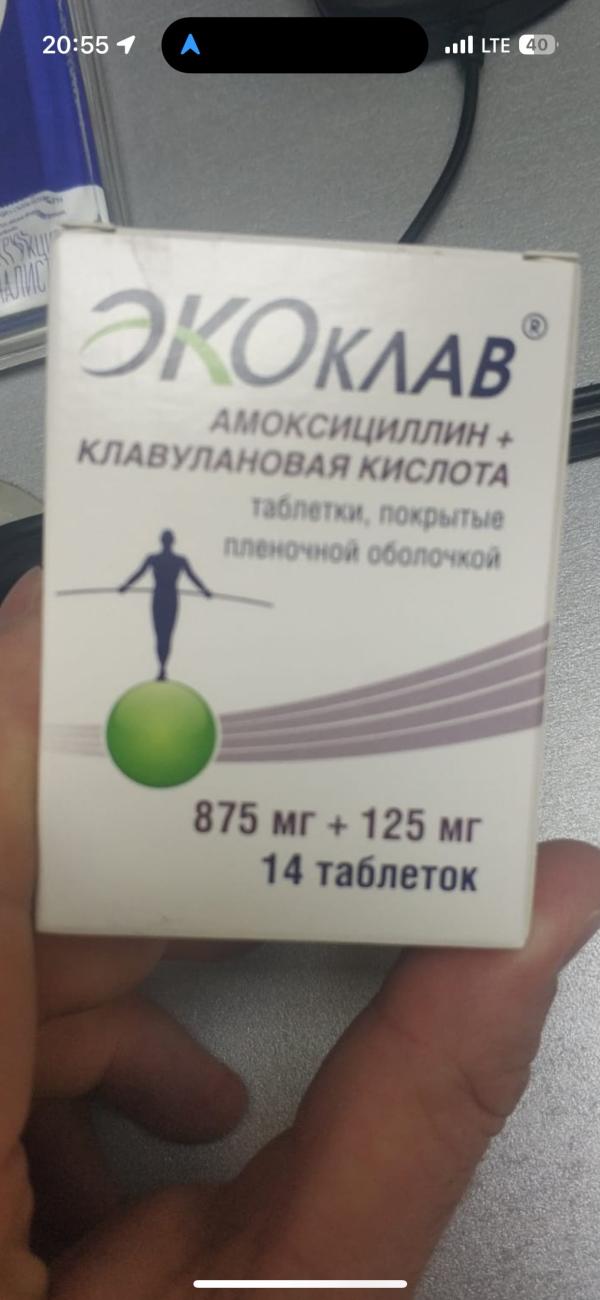 20:55
LTE 40
ЭКОКЛАВ®
АМОКСИЦИЛЛИН +
КЛАВУЛАНОВАЯ КИСЛОТА
таблетки, покрытые
пленочной оболочкой
875 мг + 125 мг
14 таблеток